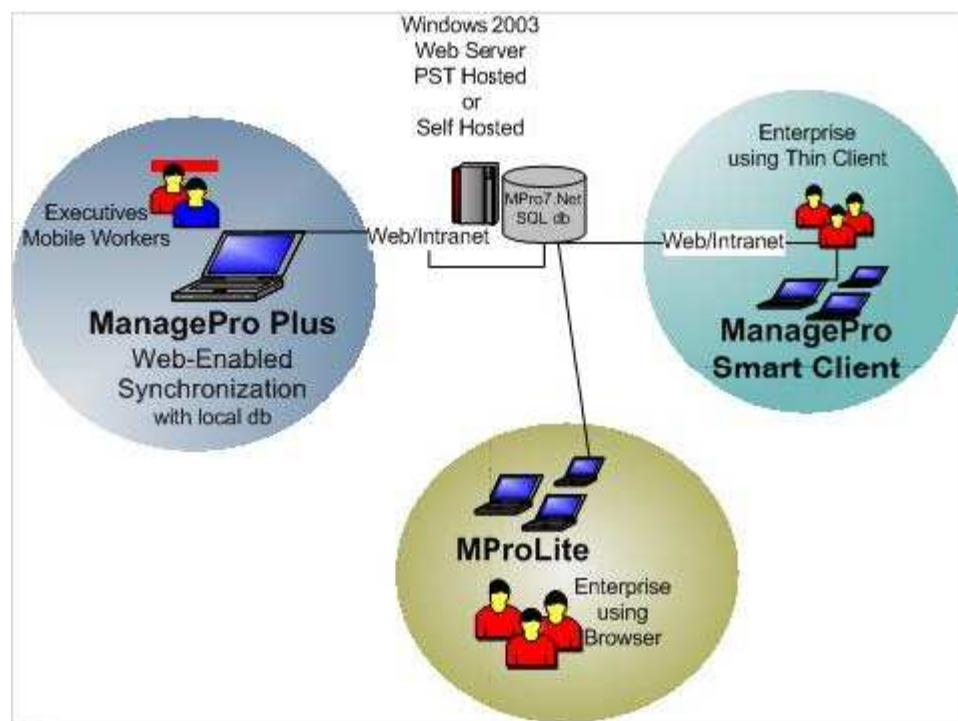 Windows 2003
Web Server
PST Hosted
or
Self Hosted
MPro7.Net
SQL db
Executives
Mobile Workers
Web/Intranet
ManagePro Plus
Web-Enabled
Synchronization
with local db
Enterprise
using Thin Client
Web/Intranet
ManagePro
Smart Client
MProLite
Enterprise
using
Browser